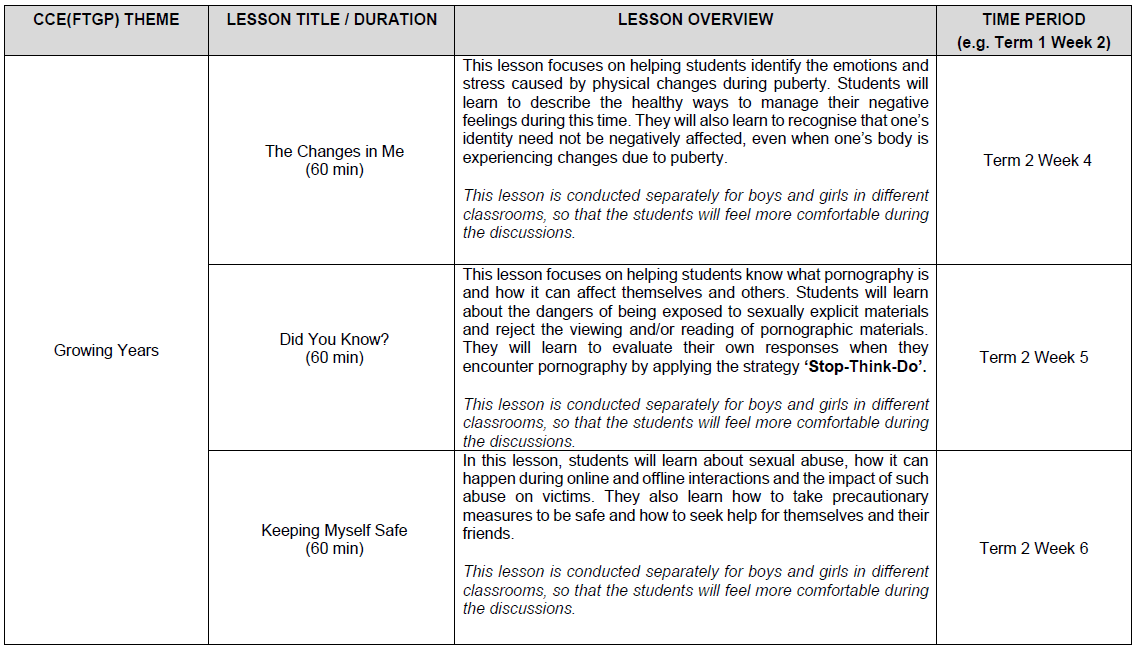 CCE(FTGP) THEME
LESSON TITLE / DURATION
LESSON OVERVIEW
TIME PERIOD
(e.g. Term 1 Week 2)
Growing Years
The Changes in Me
(60 min)
This lesson focuses on helping students identify the emotions and
stress caused by physical changes during puberty. Students will
learn to describe the healthy ways to manage their negative
feelings during this time. They will also learn to recognise that one’s
identity need not be negatively affected, even when one’s body is
experiencing changes due to puberty.
This lesson is conducted separately for boys and girls in different
classrooms, so that the students will feel more comfortable during
the discussions.
Term 2 Week 4
Did You Know?
(60 min)
This lesson focuses on helping students know what pornography is
and how it can affect themselves and others. Students will learn
about the dangers of being exposed to sexually explicit materials
and reject the viewing and/or reading of pornographic materials.
They will learn to evaluate their own responses when they
encounter pornography by applying the strategy ‘Stop-Think-Do’.
This lesson is conducted separately for boys and girls in different
classrooms, so that the students will feel more comfortable during
the discussions.
Term 2 Week 5
Keeping Myself Safe
(60 min)
In this lesson, students will learn about sexual abuse, how it can
happen during online and offline interactions and the impact of such
abuse on victims. They also learn how to take precautionary
measures to be safe and how to seek help for themselves and their
friends.
This lesson is conducted separately for boys and girls in different
classrooms, so that the students will feel more comfortable during
the discussions.
Term 2 Week 6